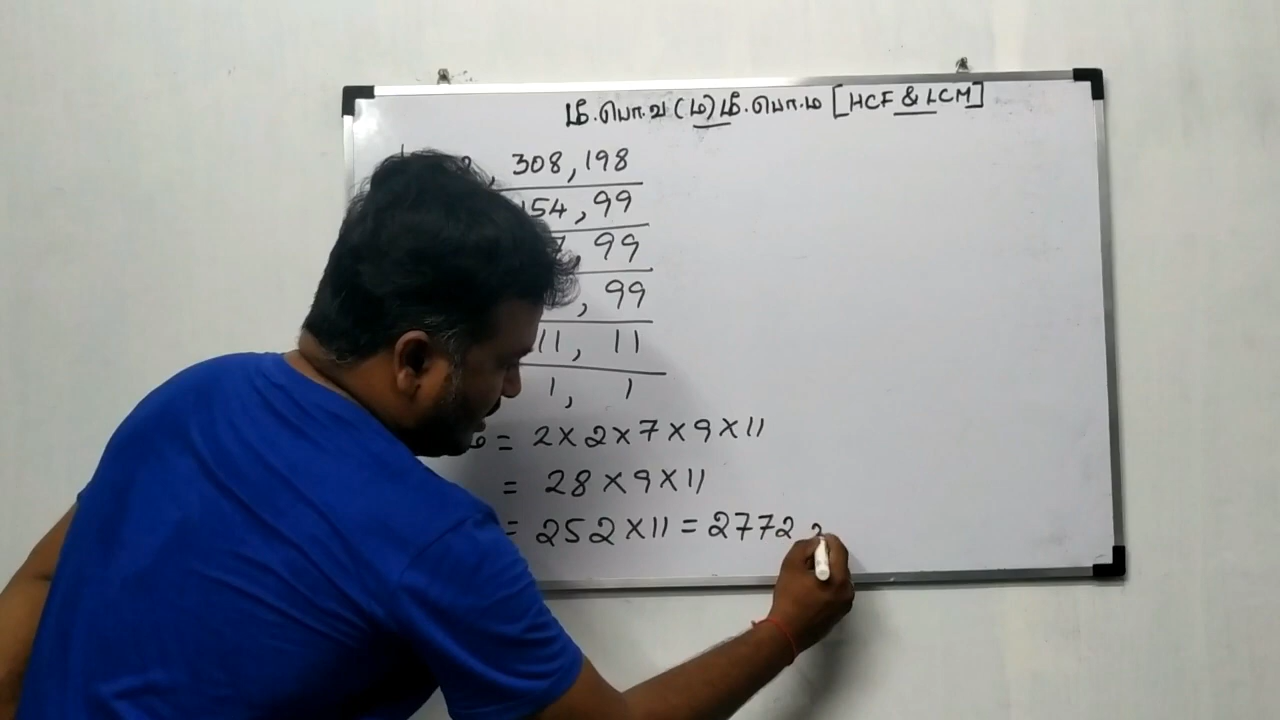 மீ.பொ.வ (ம) மீ.பொ.ம [HCF & LCM]
, 308, 198
154, 99
, 99
, 99
11, 11
1, 1
= 2×2×7×9×11
= 28×9×11
= 252×11 = 2772